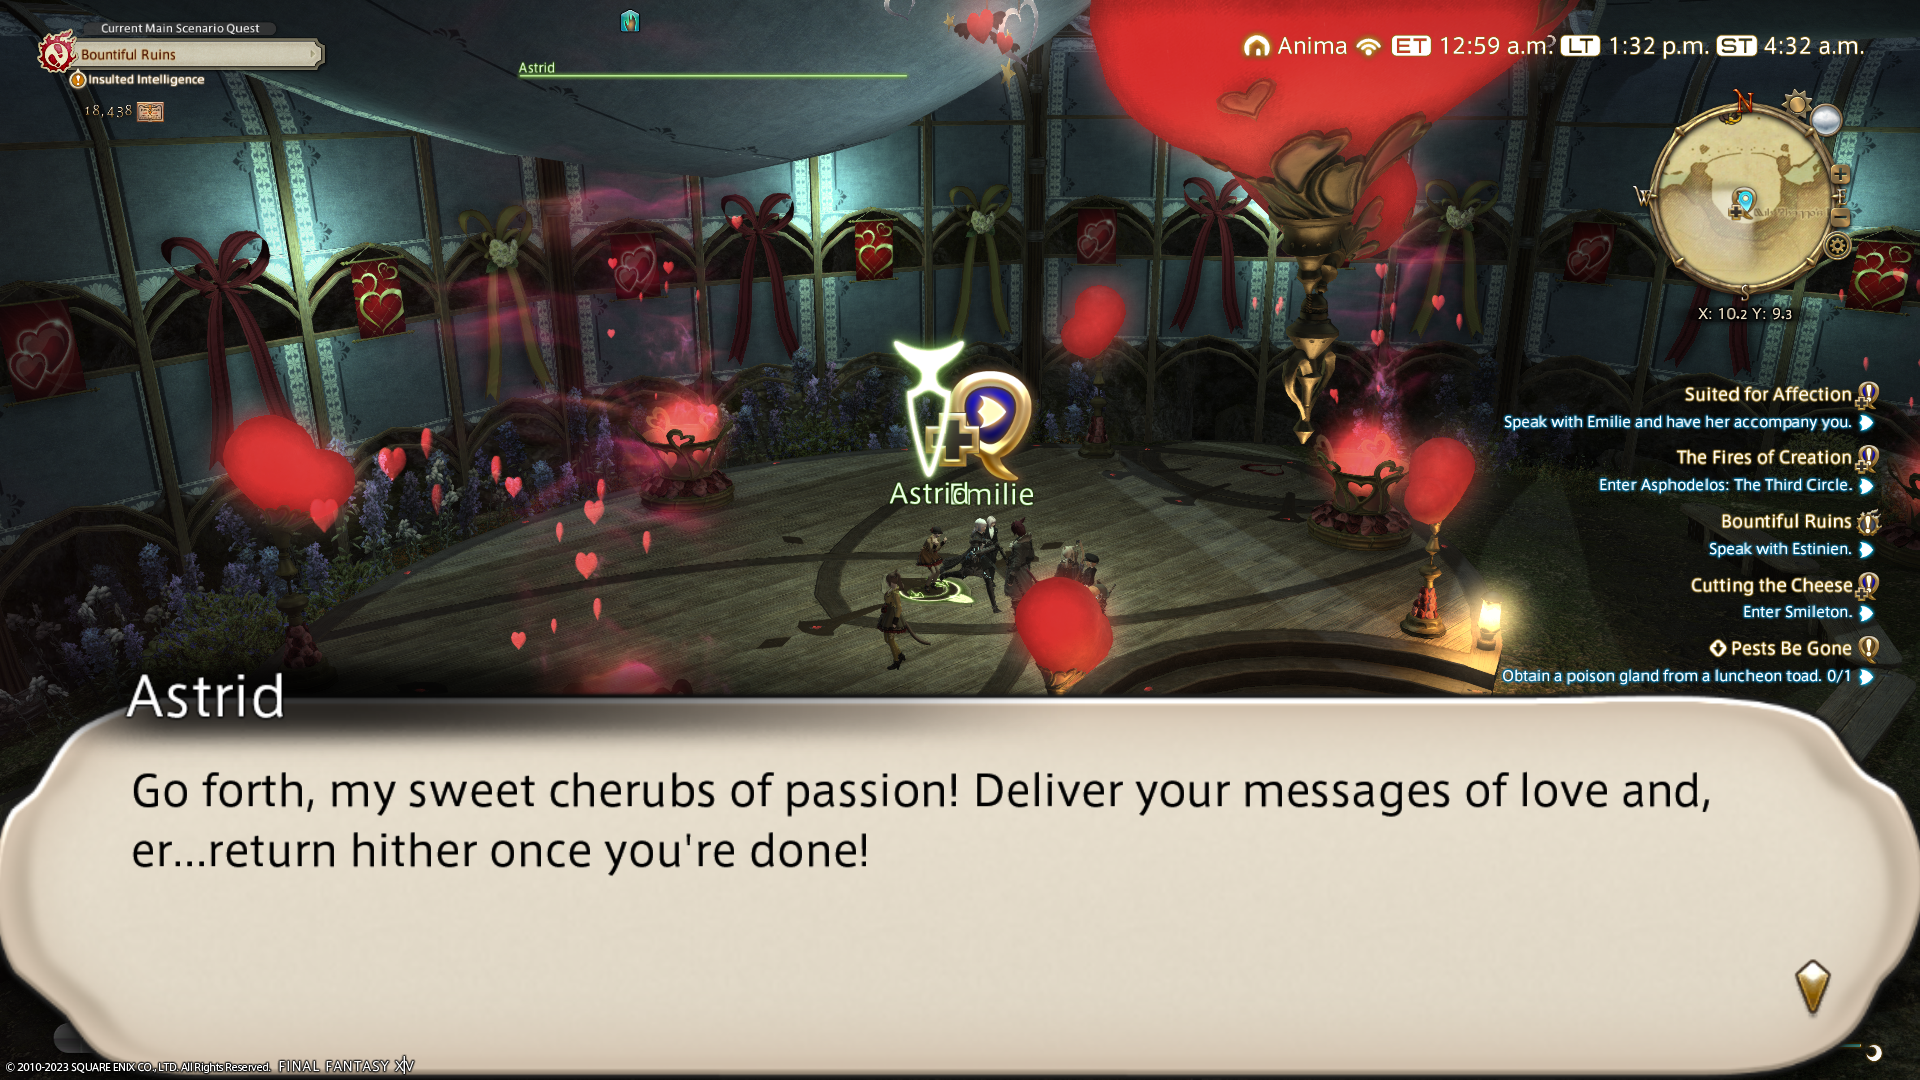 Current Main Scenario Quest
Bountiful Ruins
Insulted Intelligence
18,438
Astrid
Anima ET 12:59 a.m. LT 1:32 p.m. ST 4:32 a.m.
N
W
E
S
X: 10.2 Y: 9.3
Suited for Affection
Speak with Emilie and have her accompany you.
The Fires of Creation
Enter Asphodelos: The Third Circle.
Bountiful Ruins
Speak with Estinien.
Cutting the Cheese
Enter Smileton.
Pests Be Gone
Obtain a poison gland from a luncheon toad. 0/1
Astrid
Emilie
Astrid
Go forth, my sweet cherubs of passion! Deliver your messages of love and,
er...return hither once you're done!
© 2010-2023 SQUARE ENIX CO., LTD. All Rights Reserved. FINAL FANTASY XIV